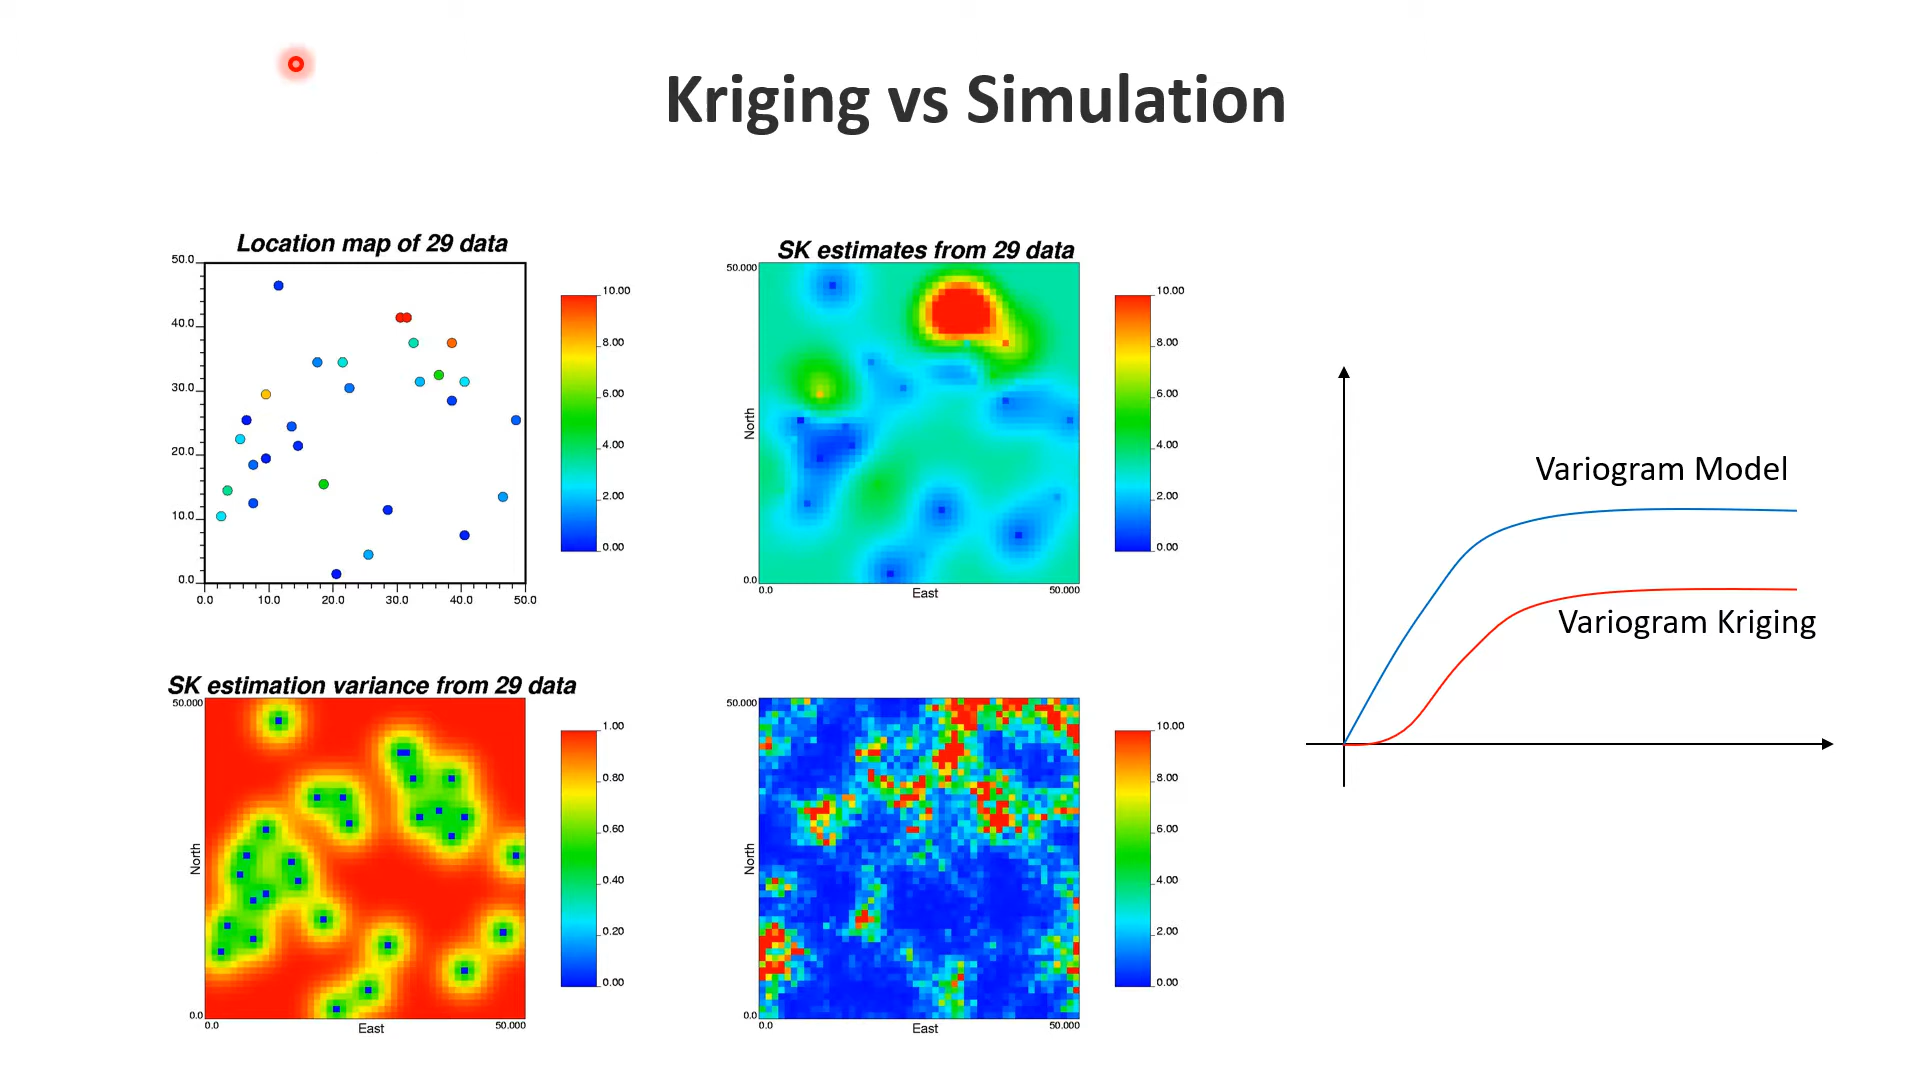 Kriging vs Simulation
Location map of 29 data
50.0
40.0
30.0
20.0
10.0
0.0
0.0 10.0 20.0 30.0 40.0 50.0
10.00
8.00
6.00
4.00
2.00
0.00
SK estimates from 29 data
50.000
North
0.0
0.0 East 50.000
10.00
8.00
6.00
4.00
2.00
0.00
Variogram Model
Variogram Kriging
SK estimation variance from 29 data
50.000
North
0.0
0.0 East 50.000
1.00
0.80
0.60
0.40
0.20
0.00
50.000
North
0.0
0.0 East 50.000
10.00
8.00
6.00
4.00
2.00
0.00